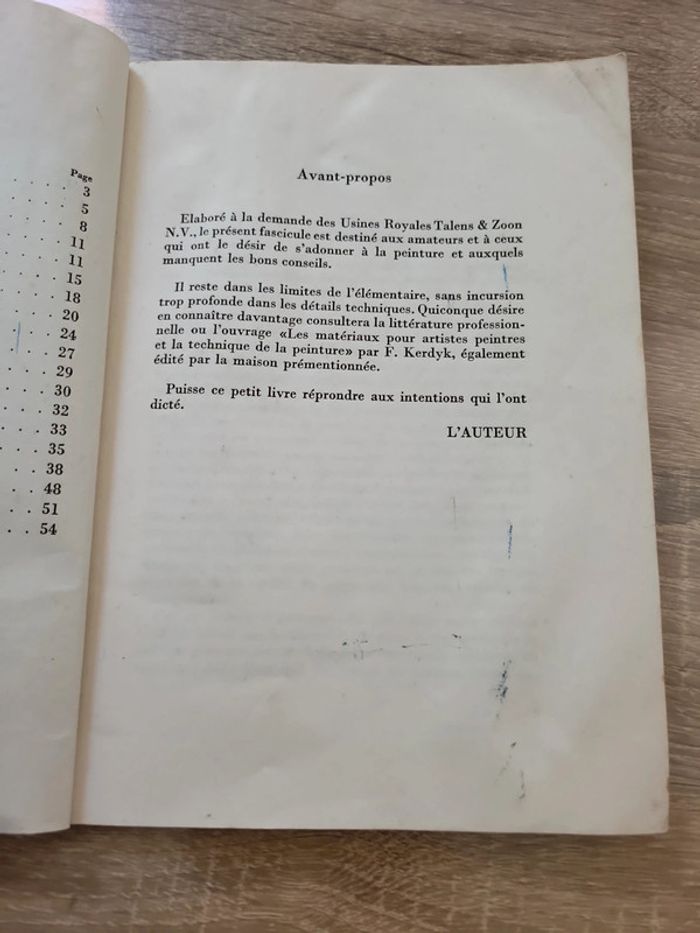 Page
. . . . 3
. . . . 5
. . . . 8
. . . . 11
. . . . 11
. . . . 15
. . . . 18
. . . . 20
. . . 24
. . . 27
. . . 29
. . . 30
. . . 32
. . . 33
. . . 35
. . . 38
. . 48
. . 51
. . 54
Avant-propos
Elaboré à la demande des Usines Royales Talens & Zoon
N.V., le présent fascicule est destiné aux amateurs et à ceux
qui ont le désir de s'adonner à la peinture et auxquels
manquent les bons conseils.
Il reste dans les limites de l'élémentaire, sans incursion
trop profonde dans les détails techniques. Quiconque désire
en connaître davantage consultera la littérature profession-
nelle ou l'ouvrage «Les matériaux pour artistes peintres
et la technique de la peinture» par F. Kerdyk, également
édité par la maison prémentionnée.
Puisse ce petit livre réprondre aux intentions qui l'ont
dicté.
L'AUTEUR